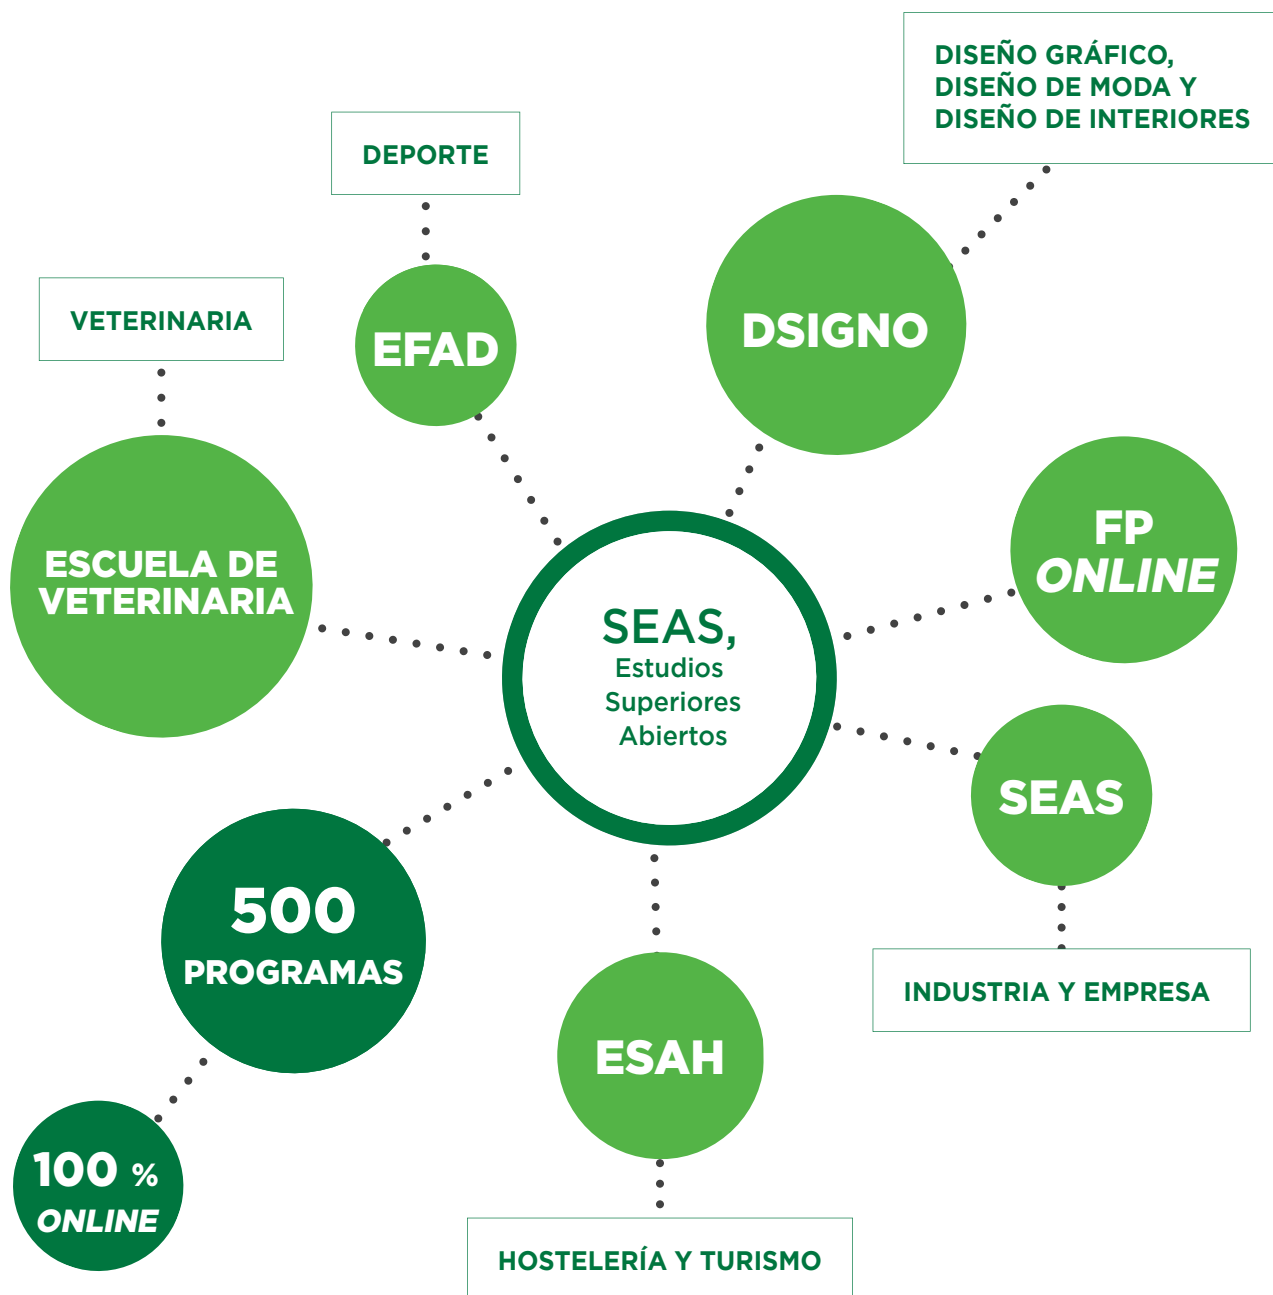 DISEÑO GRÁFICO,
DISEÑO DE MODA Y
DISEÑO DE INTERIORES
DEPORTE
VETERINARIA
EFAD
DSIGNO
ESCUELA DE
VETERINARIA
FP
ONLINE
SEAS,
Estudios
Superiores
Abiertos
SEAS
500
PROGRAMAS
INDUSTRIA Y EMPRESA
ESAH
100 %
ONLINE
HOSTELERÍA Y TURISMO